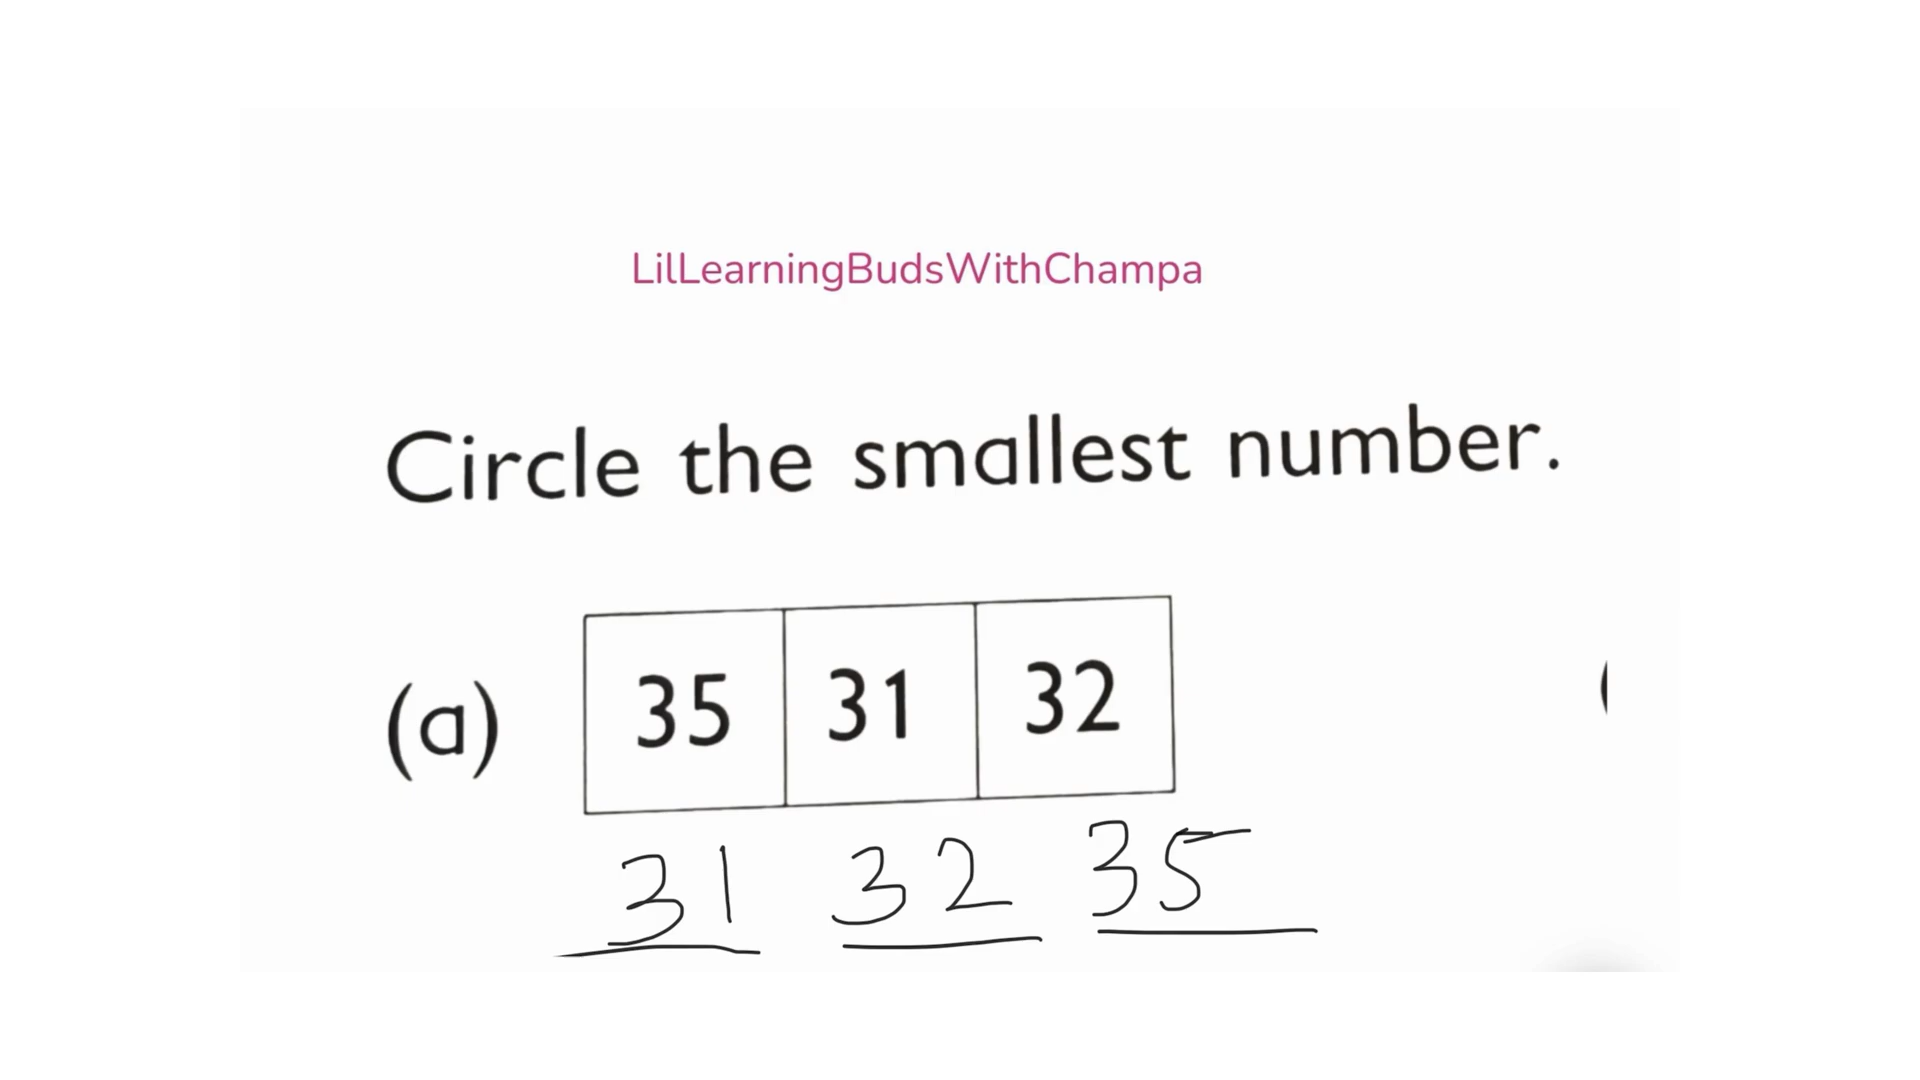 LilLearningBudsWithChampa
Circle the smallest number.
(a) 35 31 32
31 32 35